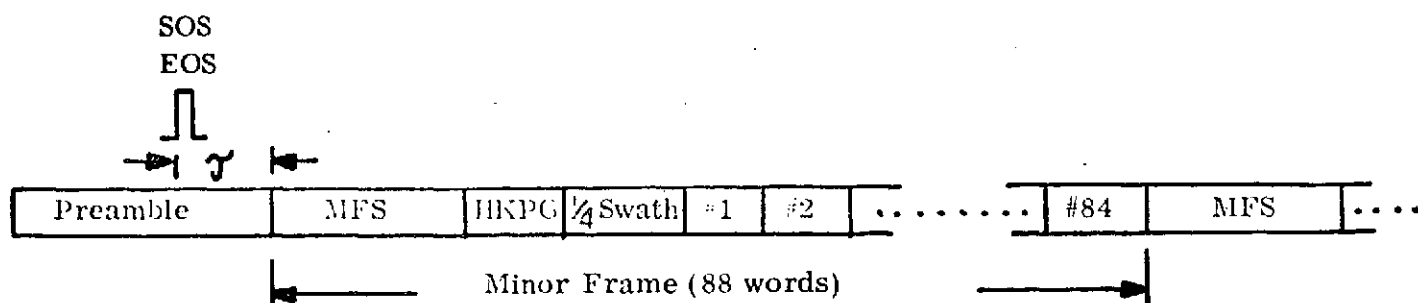 SOS
EOS
τ
Preamble MFS HKPG ¼ Swath #1 #2 ........ #84 MFS ....
Minor Frame (88 words)